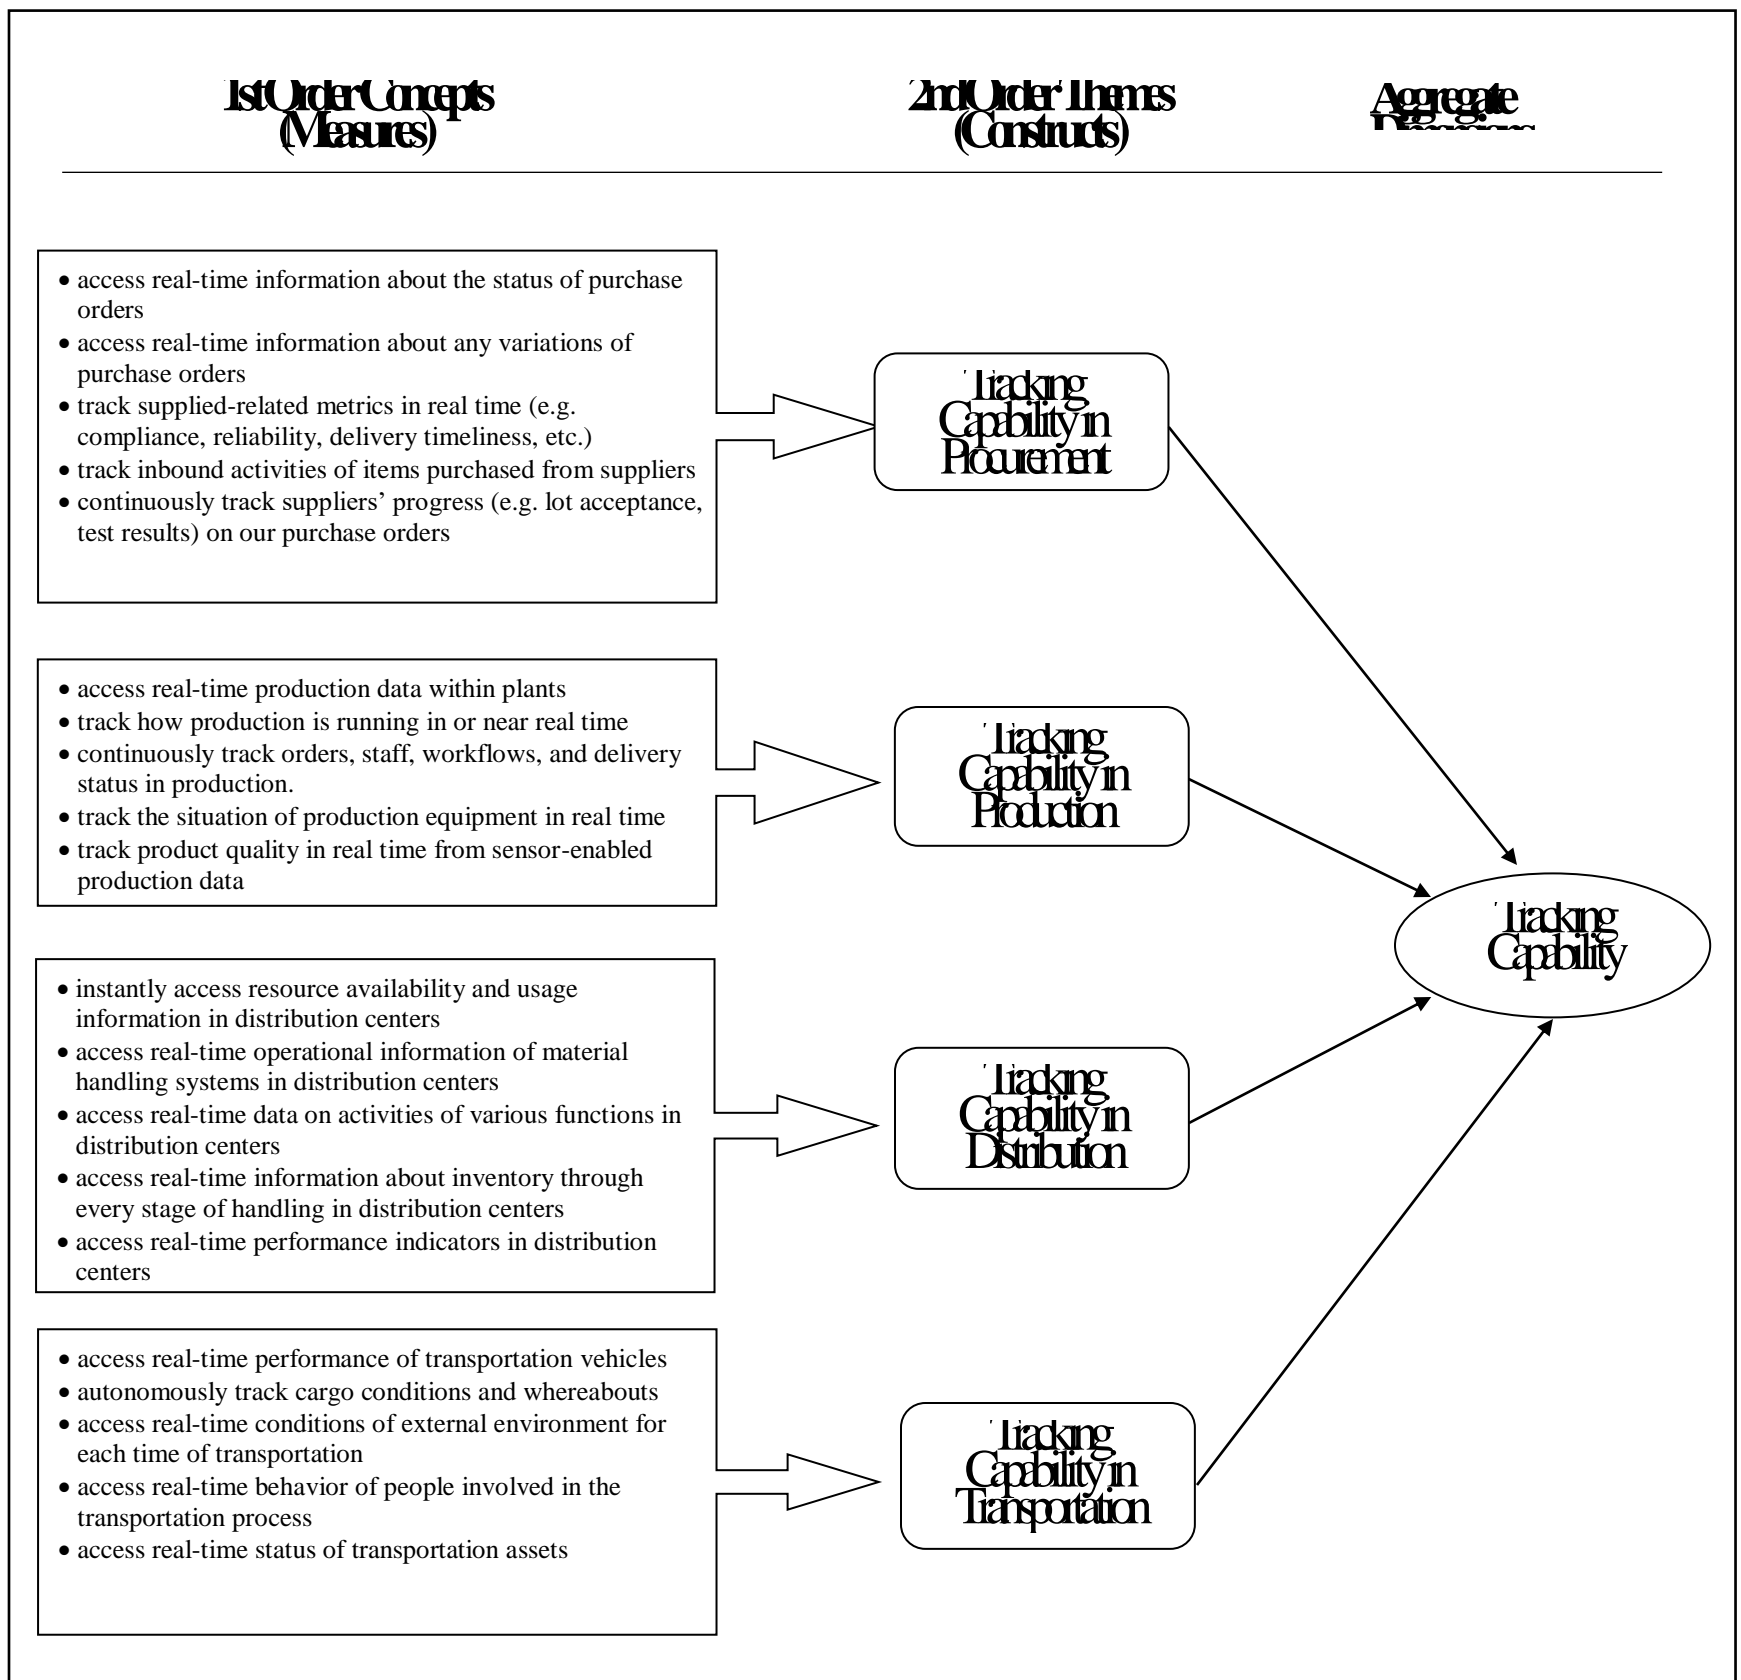 1st Order Concepts
(Measures)
2nd Order Themes
(Constructs)
Aggregate
Dimensions
• access real-time information about the status of purchase
orders
• access real-time information about any variations of
purchase orders
• track supplied-related metrics in real time (e.g.
compliance, reliability, delivery timeliness, etc.)
• track inbound activities of items purchased from suppliers
• continuously track suppliers’ progress (e.g. lot acceptance,
test results) on our purchase orders
Tracking
Capability in
Procurement
• access real-time production data within plants
• track how production is running in or near real time
• continuously track orders, staff, workflows, and delivery
status in production.
• track the situation of production equipment in real time
• track product quality in real time from sensor-enabled
production data
Tracking
Capability in
Production
Tracking
Capability
• instantly access resource availability and usage
information in distribution centers
• access real-time operational information of material
handling systems in distribution centers
• access real-time data on activities of various functions in
distribution centers
• access real-time information about inventory through
every stage of handling in distribution centers
• access real-time performance indicators in distribution
centers
Tracking
Capability in
Distribution
• access real-time performance of transportation vehicles
• autonomously track cargo conditions and whereabouts
• access real-time conditions of external environment for
each time of transportation
• access real-time behavior of people involved in the
transportation process
• access real-time status of transportation assets
Tracking
Capability in
Transportation